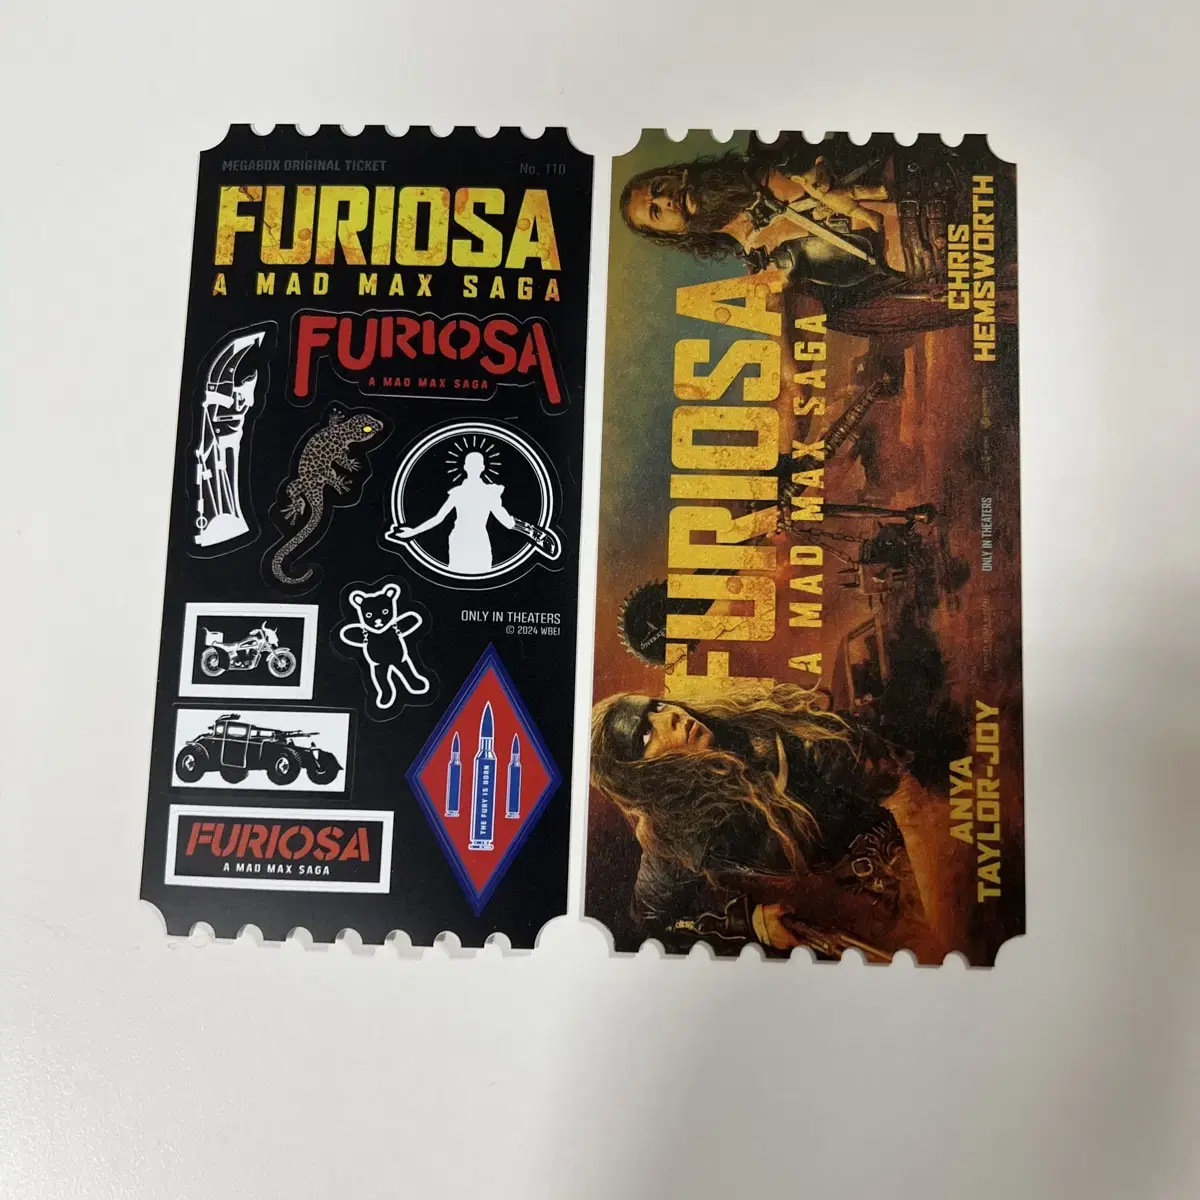 MEGABOX ORIGINAL TICKET
No. 110
FURIOSA
A MAD MAX SAGA
FURIOSA
A MAD MAX SAGA
ONLY IN THEATERS
© 2024 WBEI
THE FURY IS BORN
FURIOSA
A MAD MAX SAGA
CHRIS
HEMSWORTH
FURIOSA
A MAD MAX SAGA
ONLY IN THEATERS
ANYA
TAYLOR-JOY